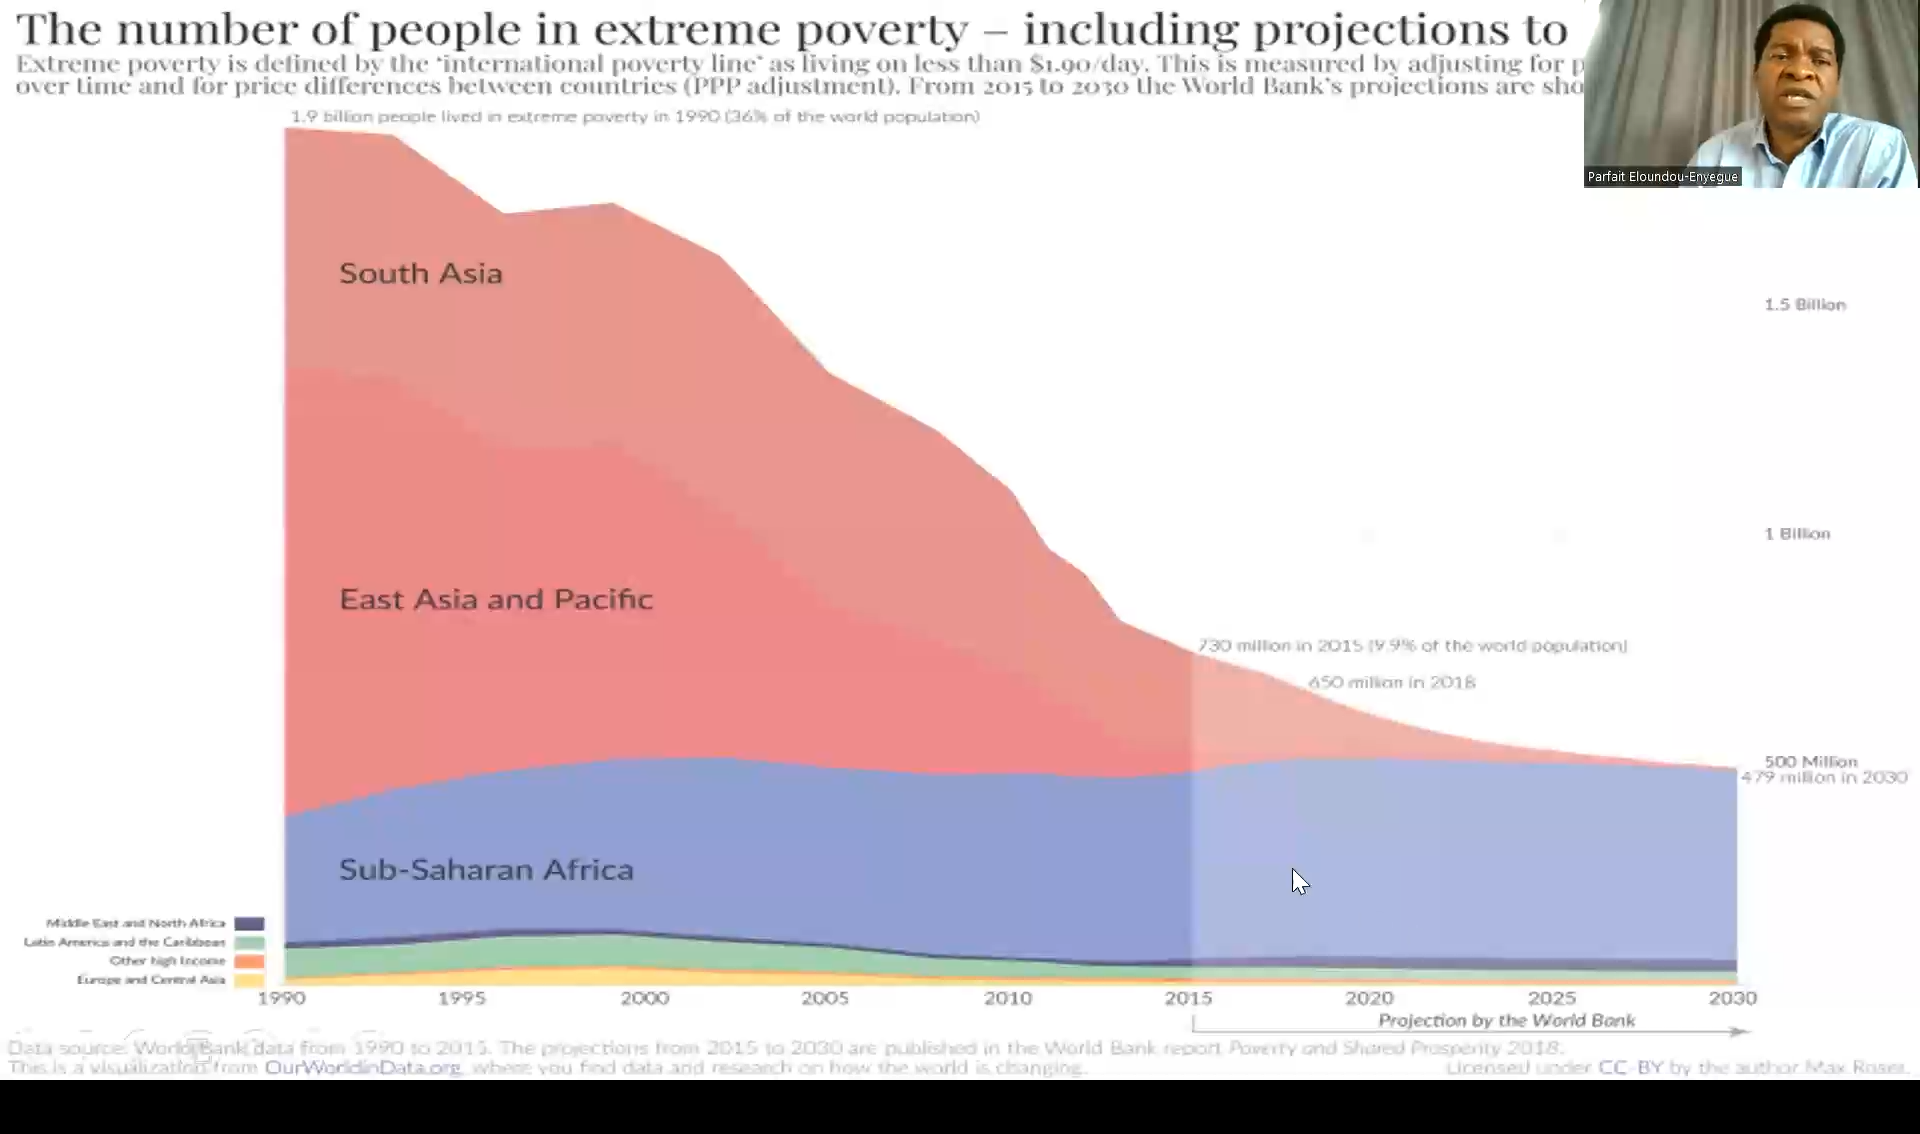 The number of people in extreme poverty – including projections to
Extreme poverty is defined by the ‘international poverty line’ as living on less than $1.90/day. This is measured by adjusting for p
over time and for price differences between countries (PPP adjustment). From 2015 to 2030 the World Bank’s projections are sho
Parfait Eloundou-Enyegue
1.9 billion people lived in extreme poverty in 1990 (36% of the world population)
South Asia
1.5 Billion
1 Billion
East Asia and Pacific
730 million in 2015 (9.9% of the world population)
650 million in 2018
500 Million
479 million in 2030
Sub-Saharan Africa
Middle East and North Africa
Latin America and the Caribbean
Other high Income
Europe and Central Asia
1990 1995 2000 2005 2010 2015 2020 2025 2030
Projection by the World Bank
Data source: World Bank data from 1990 to 2015. The projections from 2015 to 2030 are published in the World Bank report Poverty and Shared Prosperity 2018.
This is a visualization from OurWorldinData.org, where you find data and research on how the world is changing.
Licensed under CC-BY by the author Max Roser.